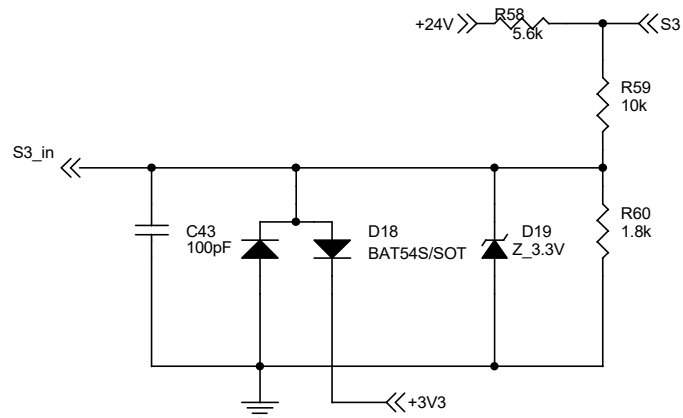 R58
+24V
S3
5.6k
R59
10k
S3_in
C43
100pF
D18
BAT54S/SOT
D19
Z_3.3V
R60
1.8k
+3V3